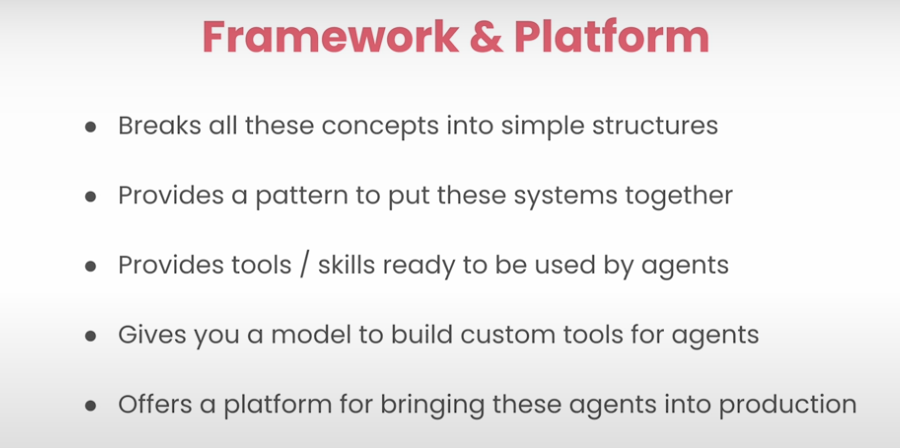 Framework & Platform
● Breaks all these concepts into simple structures
● Provides a pattern to put these systems together
● Provides tools / skills ready to be used by agents
● Gives you a model to build custom tools for agents
● Offers a platform for bringing these agents into production